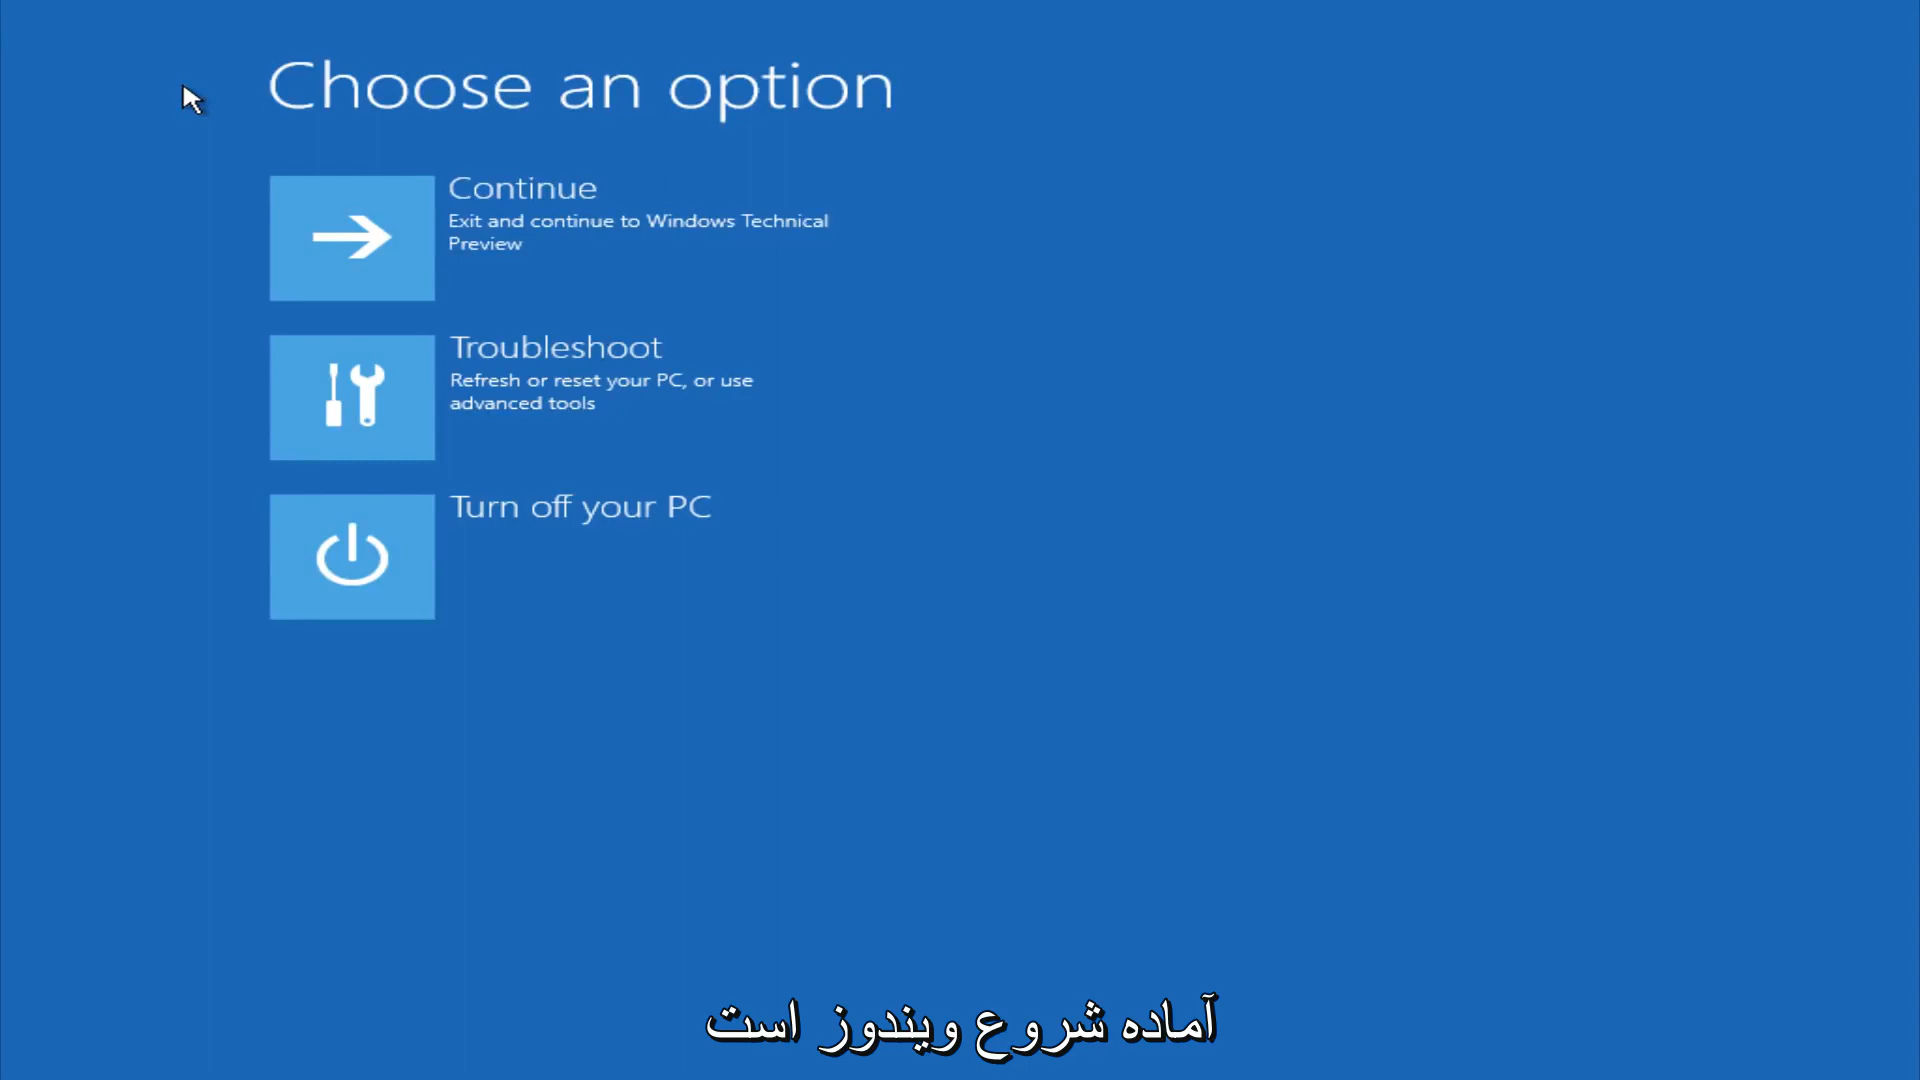 Choose an option
Continue
Exit and continue to Windows Technical
Preview
Troubleshoot
Refresh or reset your PC, or use
advanced tools
Turn off your PC
آماده شروع ویندوز است